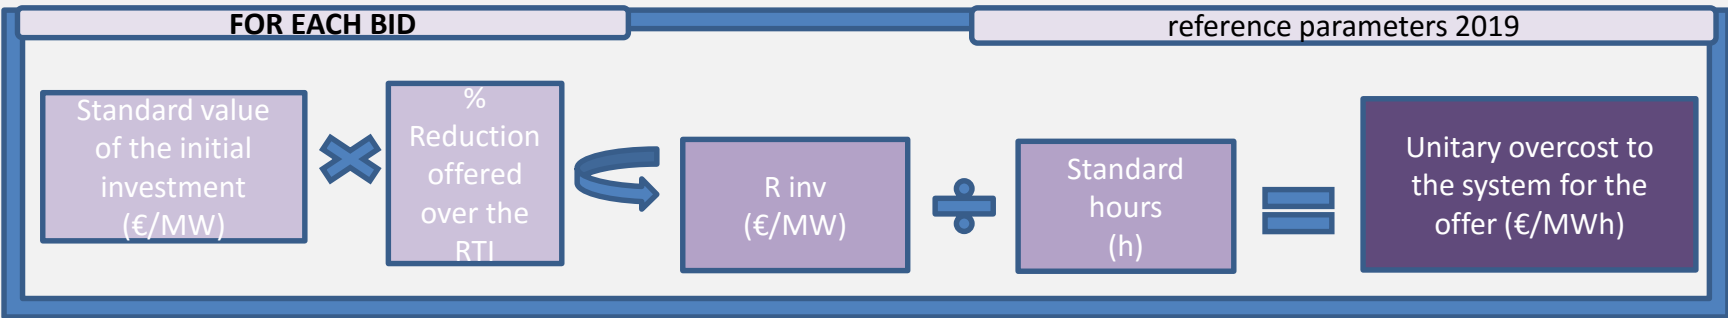 FOR EACH BID
reference parameters 2019
Standard value
of the initial
investment
(€/MW)
%
Reduction
offered
over the
RTI
R inv
(€/MW)
Standard
hours
(h)
Unitary overcost to
the system for the
offer (€/MWh)